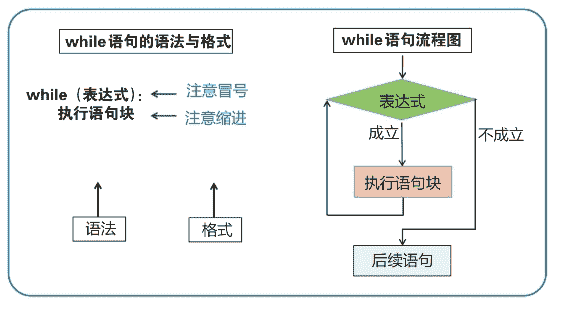 while语句的语法与格式
while（表达式）：
注意冒号
执行语句块
注意缩进
语法
格式
while语句流程图
表达式
成立
不成立
执行语句块
后续语句